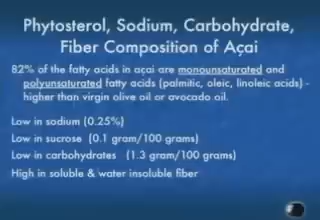 Phytosterol, Sodium, Carbohydrate,
Fiber Composition of Açai
82% of the fatty acids in açai are monounsaturated and
polyunsaturated fatty acids (palmitic, oleic, linoleic acids) -
higher than virgin olive oil or avocado oil.
Low in sodium (0.25%)
Low in sucrose (0.1 gram/100 grams)
Low in carbohydrates (1.3 gram/100 grams)
High in soluble & water insoluble fiber